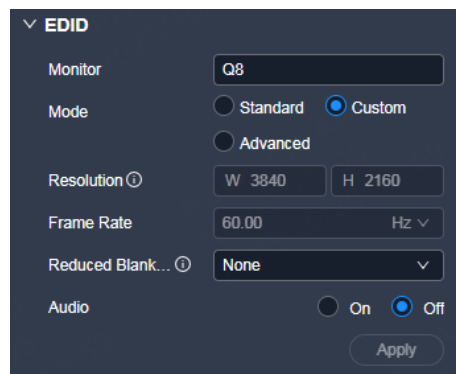 EDID
Monitor Q8
Mode Standard Custom
Advanced
Resolution W 3840 H 2160
Frame Rate 60.00 Hz
Reduced Blank... None
Audio On Off
Apply